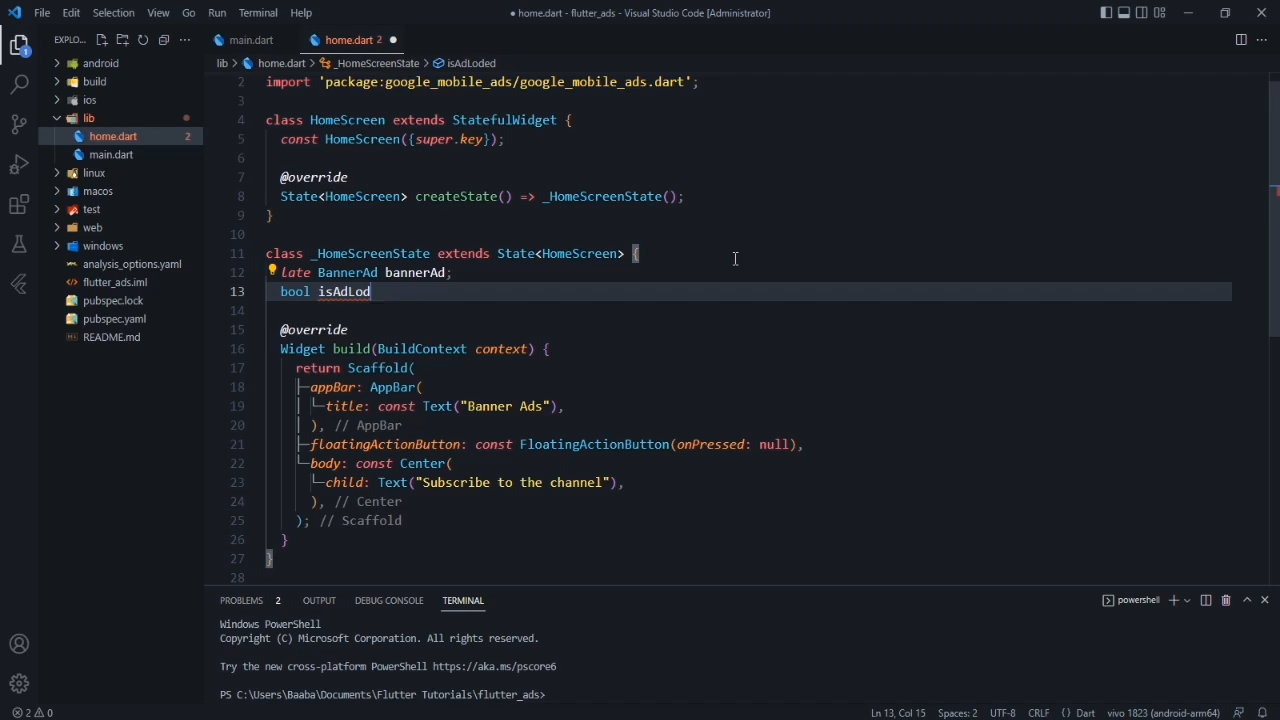 File Edit Selection View Go Run Terminal Help
● home.dart - flutter_ads - Visual Studio Code [Administrator]
EXPLO...
main.dart
home.dart 2 ●
lib > home.dart > _HomeScreenState > isAdLoded
android
build
ios
lib
home.dart 2
main.dart
linux
macos
test
web
windows
analysis_options.yaml
flutter_ads.iml
pubspec.lock
pubspec.yaml
README.md
1
2 import 'package:google_mobile_ads/google_mobile_ads.dart';
3
4 class HomeScreen extends StatefulWidget {
5 const HomeScreen({super.key});
6
7 @override
8 State<HomeScreen> createState() => _HomeScreenState();
9 }
10
11 class _HomeScreenState extends State<HomeScreen> {
12 late BannerAd bannerAd;
13 bool isAdLod
14
15 @override
16 Widget build(BuildContext context) {
17 return Scaffold(
18 appBar: AppBar(
19 title: const Text("Banner Ads"),
20 ), // AppBar
21 floatingActionButton: const FloatingActionButton(onPressed: null),
22 body: const Center(
23 child: Text("Subscribe to the channel"),
24 ), // Center
25 ); // Scaffold
26 }
27 }
28
PROBLEMS 2 OUTPUT DEBUG CONSOLE TERMINAL
powershell
Windows PowerShell
Copyright (C) Microsoft Corporation. All rights reserved.
Try the new cross-platform PowerShell https://aka.ms/pscore6
PS C:\Users\Baaba\Documents\Flutter Tutorials\flutter_ads>
2 0
Ln 13, Col 15 Spaces: 2 UTF-8 CRLF {} Dart vivo 1823 (android-arm64)